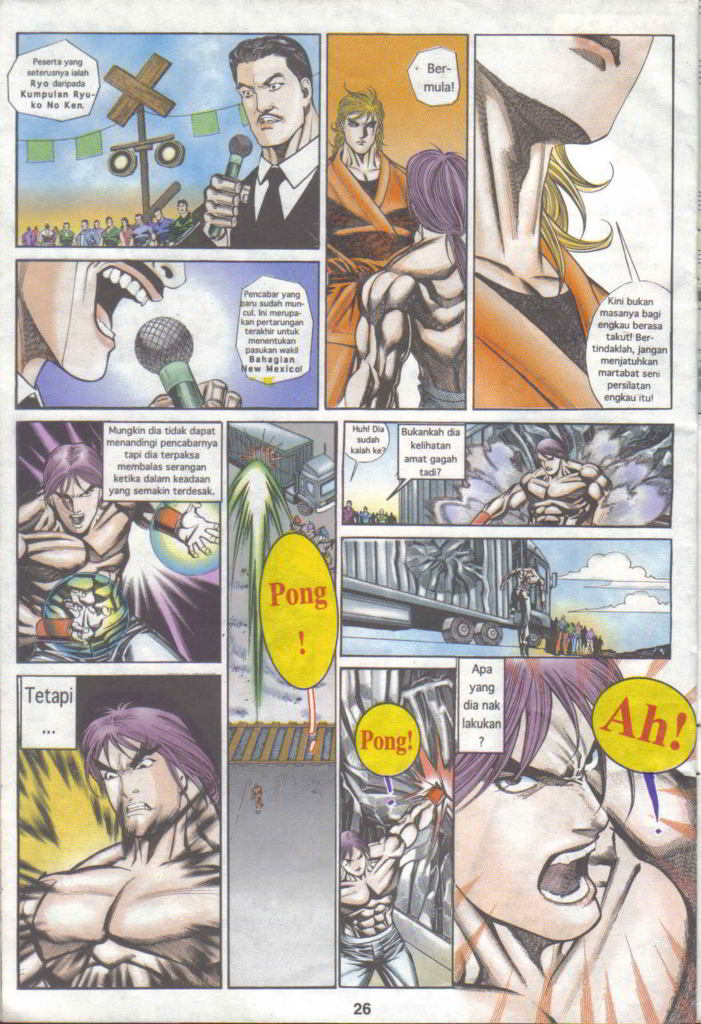 Peserta yang
seterusnya ialah
Ryo daripada
Kumpulan Ryu-
ko No Ken.
Ber-
mula!
Kini bukan
masanya bagi
engkau berasa
takut! Ber-
tindaklah, jangan
menjatuhkan
martabat seni
persilatan
engkau itu!
Pencabar yang
baru sudah mun-
cul. Ini merupa-
kan pertarungan
terakhir untuk
menentukan
pasukan wakil
Bahagian
New Mexico!
Mungkin dia tidak dapat
menandingi pencabarnya
tapi dia terpaksa
membalas serangan
ketika dalam keadaan
yang semakin terdesak.
Pong
!
Huh! Dia
sudah
kalah ke?
Bukankah dia
kelihatan
amat gagah
tadi?
Tetapi
...
Pong!
Apa
yang
dia nak
lakukan
?
Ah!
26